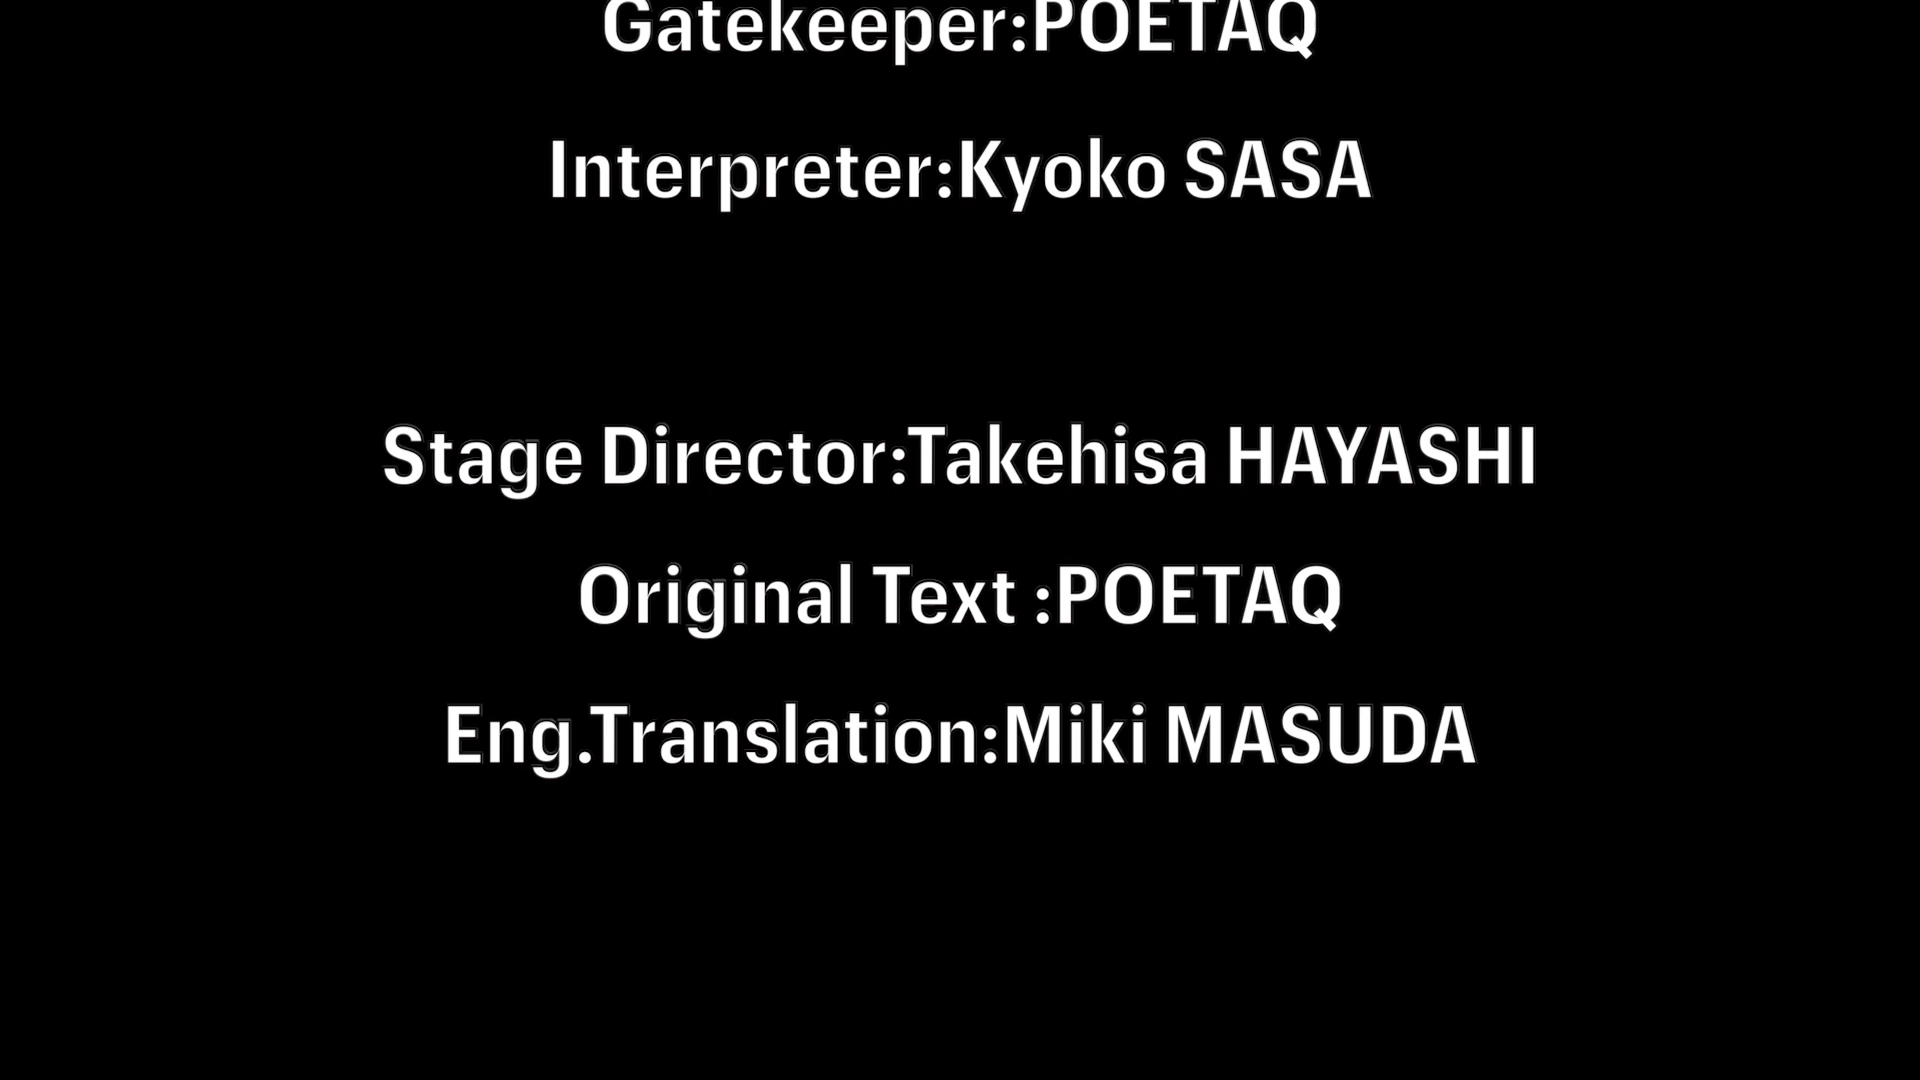 Gatekeeper:POETAQ
Interpreter:Kyoko SASA
Stage Director:Takehisa HAYASHI
Original Text :POETAQ
Eng.Translation:Miki MASUDA